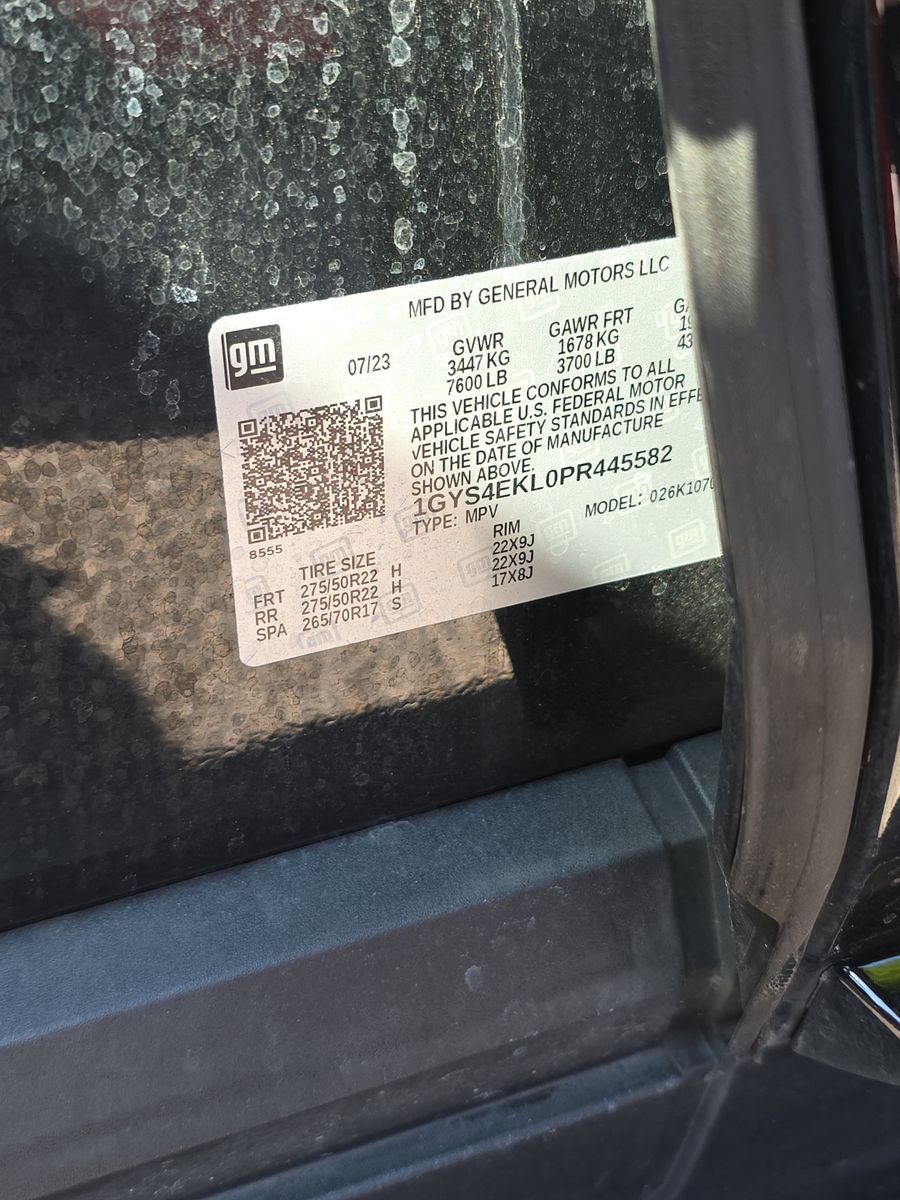 MFD BY GENERAL MOTORS LLC
gm
07/23
GVWR
3447 KG
7600 LB
GAWR FRT
1678 KG
3700 LB
THIS VEHICLE CONFORMS TO ALL
APPLICABLE U.S. FEDERAL MOTOR
VEHICLE SAFETY STANDARDS IN
ON THE DATE OF MANUFACTURE
SHOWN ABOVE.
1GYS4EKL0PR445582
TYPE: MPV
MODEL:
8555
TIRE SIZE RIM
FRT 275/50R22 H 22X9J
RR 275/50R22 H 22X9J
SPA 265/70R17 S 17X8J